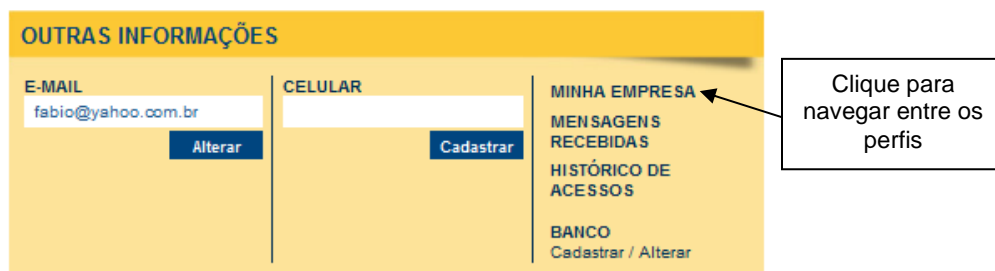 OUTRAS INFORMAÇÕES
E-MAIL
fabio@yahoo.com.br
Alterar
CELULAR
Cadastrar
MINHA EMPRESA
MENSAGENS
RECEBIDAS
HISTÓRICO DE
ACESSOS
BANCO
Cadastrar / Alterar
Clique para
navegar entre os
perfis